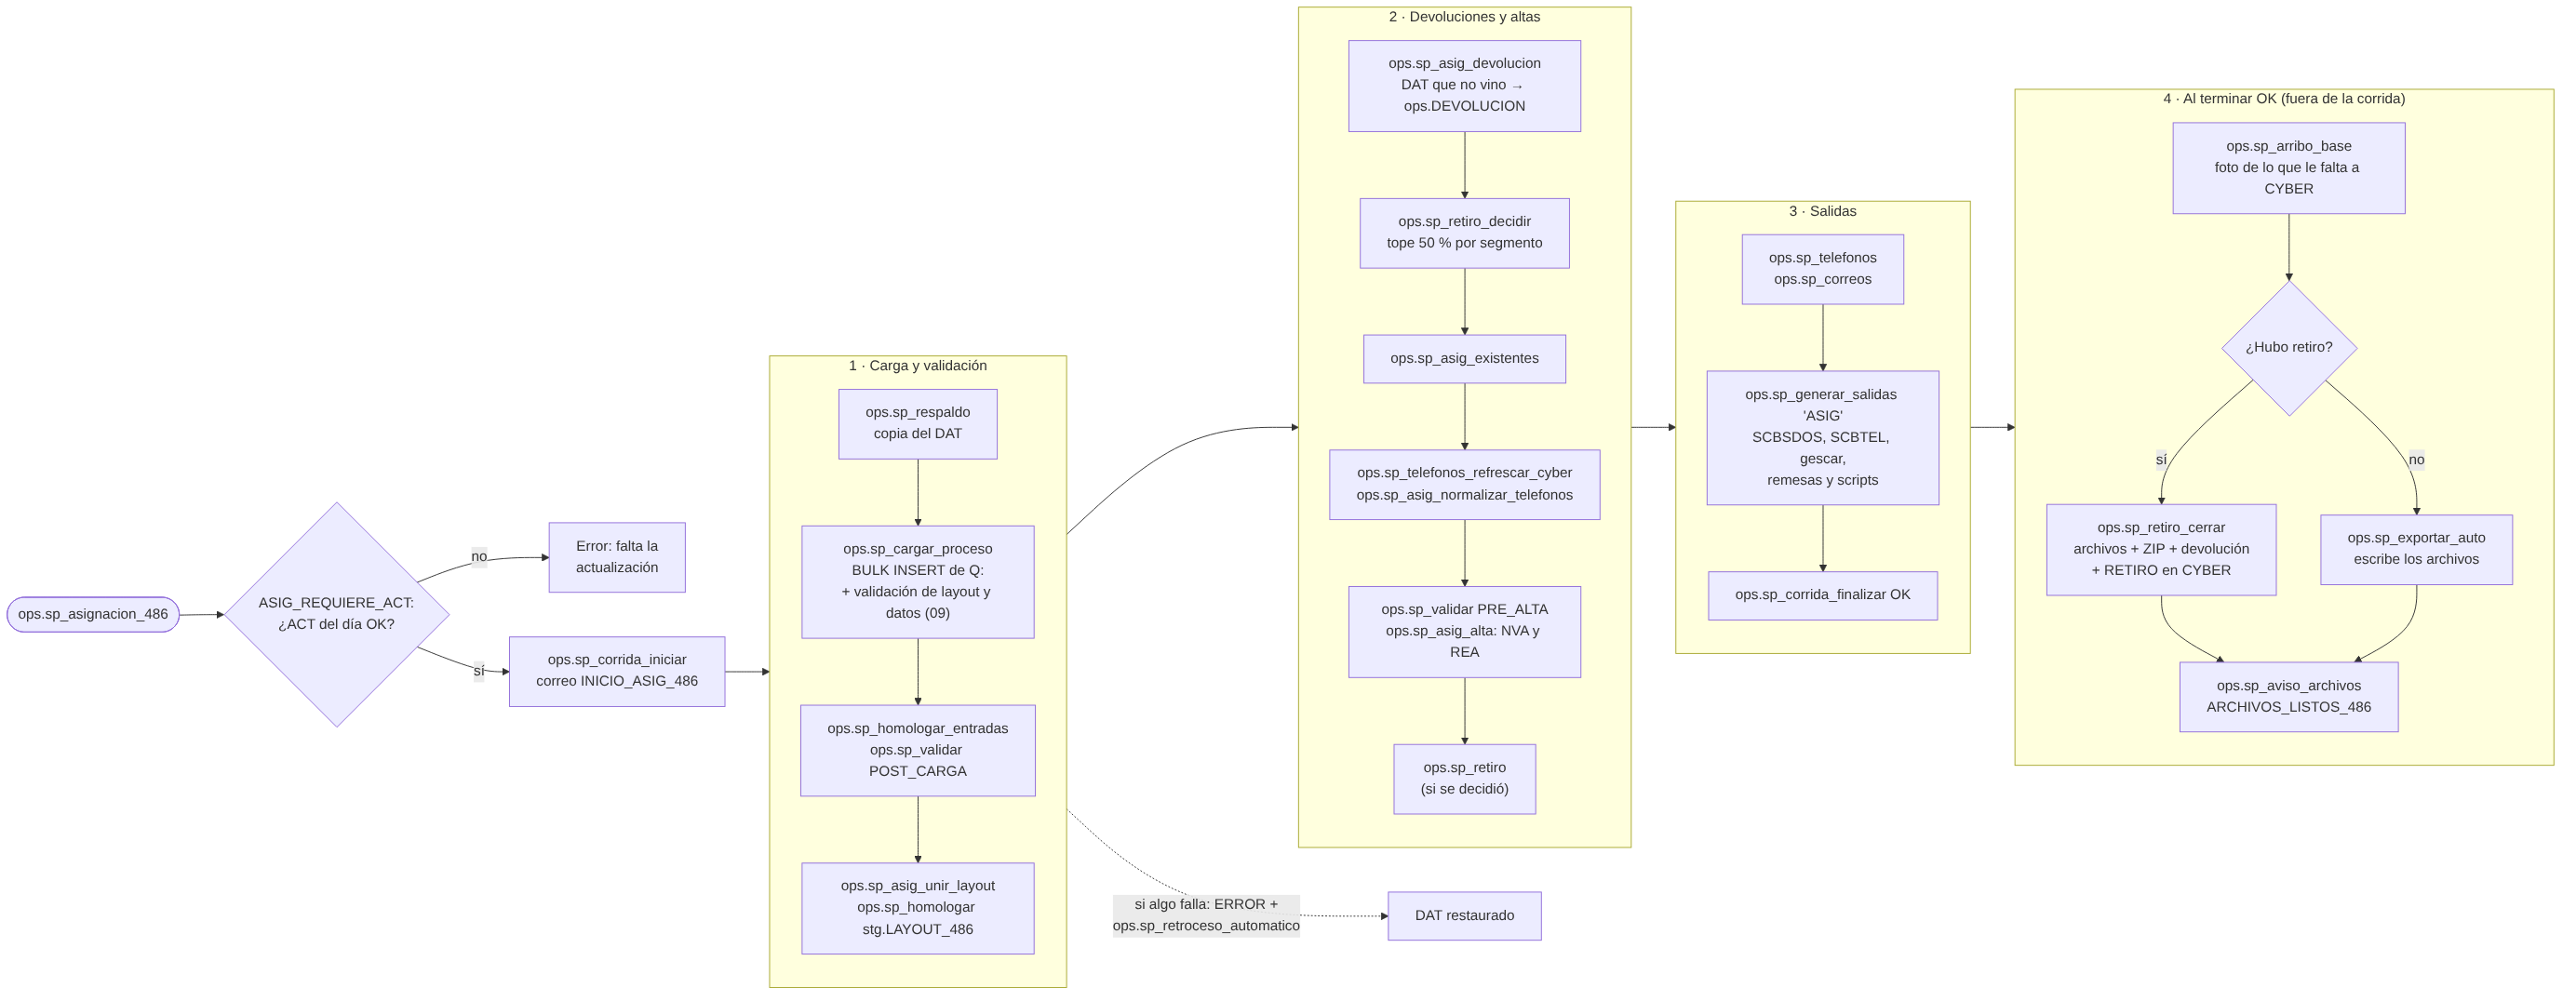 ops.sp_asignacion_486
ASIG_REQUIERE_ACT:
¿ACT del día OK?
no
Error: falta la
actualización
sí
ops.sp_corrida_iniciar
correo INICIO_ASIG_486
1 · Carga y validación
ops.sp_respaldo
copia del DAT
ops.sp_cargar_proceso
BULK INSERT de Q:
+ validación de layout y
datos (09)
ops.sp_homologar_entradas
ops.sp_validar
POST_CARGA
ops.sp_asig_unir_layout
ops.sp_homologar
stg.LAYOUT_486
si algo falla: ERROR +
ops.sp_retroceso_automatico
DAT restaurado
2 · Devoluciones y altas
ops.sp_asig_devolucion
DAT que no vino →
ops.DEVOLUCION
ops.sp_retiro_decidir
tope 50 % por segmento
ops.sp_asig_existentes
ops.sp_telefonos_refrescar_cyber
ops.sp_asig_normalizar_telefonos
ops.sp_validar PRE_ALTA
ops.sp_asig_alta: NVA y
REA
ops.sp_retiro
(si se decidió)
3 · Salidas
ops.sp_telefonos
ops.sp_correos
ops.sp_generar_salidas
'ASIG'
SCBSDOS, SCBTEL,
gescar,
remesas y scripts
ops.sp_corrida_finalizar OK
4 · Al terminar OK (fuera de la corrida)
ops.sp_arribo_base
foto de lo que le falta a
CYBER
¿Hubo retiro?
sí
no
ops.sp_retiro_cerrar
archivos + ZIP + devolución
+ RETIRO en CYBER
ops.sp_exportar_auto
escribe los archivos
ops.sp_aviso_archivos
ARCHIVOS_LISTOS_486